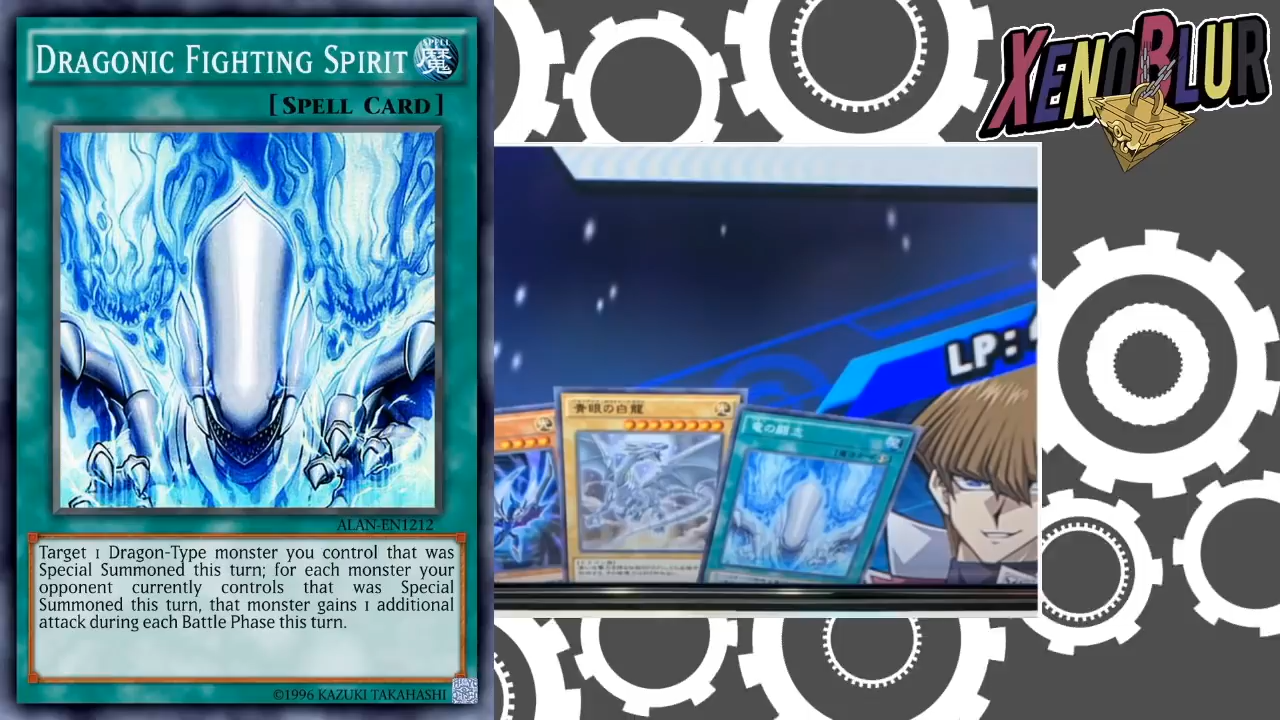 DRAGONIC FIGHTING SPIRIT
SPELL
魔
[ SPELL CARD ]
ALAN-EN1212
Target 1 Dragon-Type monster you control that was
Special Summoned this turn; for each monster your
opponent currently controls that was Special
Summoned this turn, that monster gains 1 additional
attack during each Battle Phase this turn.
©1996 KAZUKI TAKAHASHI
XENOBLUR
LP:
青眼の白龍
竜の闘志